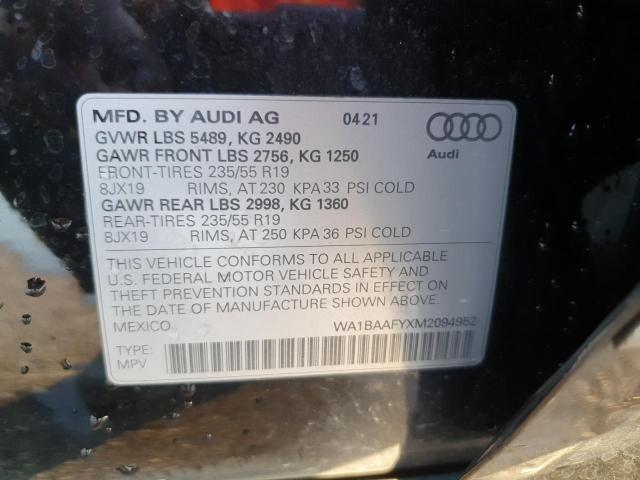 MFD. BY AUDI AG 04 21
GVWR LBS 5489, KG 2490
GAWR FRONT LBS 2756, KG 1250
FRONT-TIRES 235/55 R19
8JX19 RIMS, AT 230 KPA 33 PSI COLD
GAWR REAR LBS 2998, KG 1360
REAR-TIRES 235/55 R19
8JX19 RIMS, AT 250 KPA 36 PSI COLD
Audi
THIS VEHICLE CONFORMS TO ALL APPLICABLE
U.S. FEDERAL MOTOR VEHICLE SAFETY AND
THEFT PREVENTION STANDARDS IN EFFECT ON
THE DATE OF MANUFACTURE SHOWN ABOVE
MEXICO. WA1BAAFYXM2094952
TYPE:
MPV